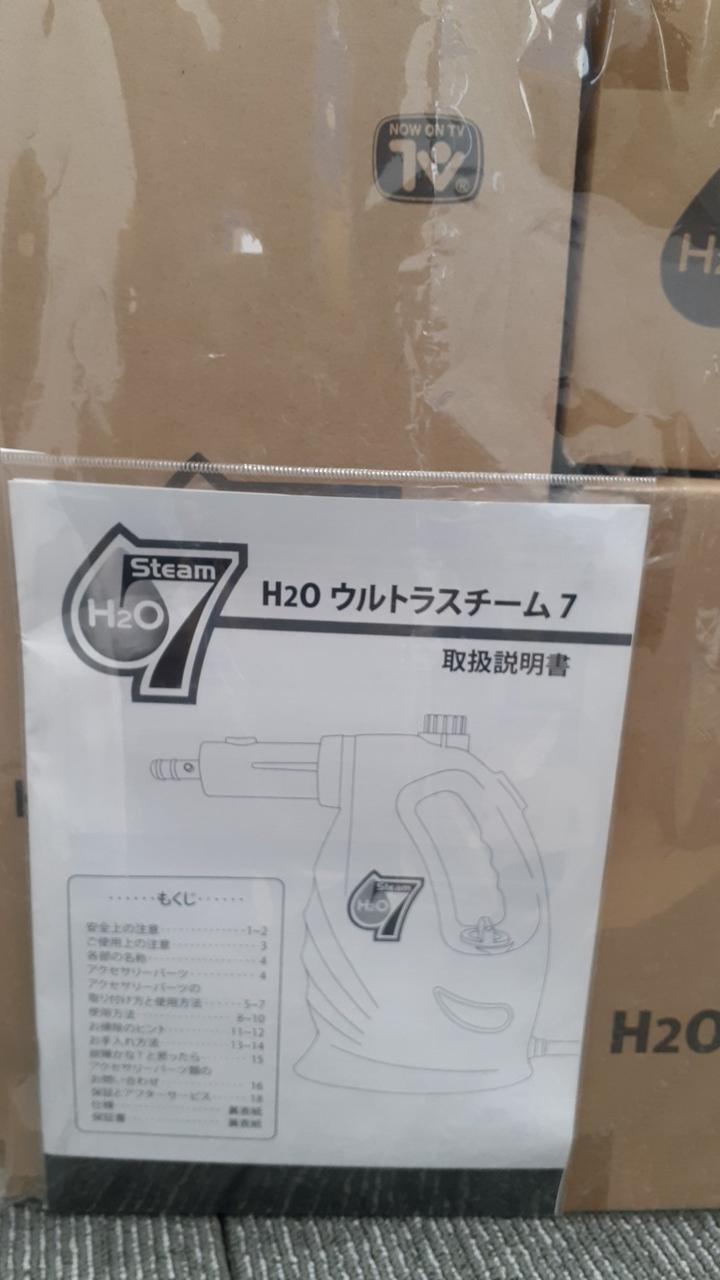 NOW ON TV
TV®
H2
Steam
H2O 7
H2O ウルトラスチーム 7
取扱説明書
Steam
H2O 7
······もくじ······
安全上の注意 1~2
ご使用上の注意 3
各部の名称 4
アクセサリーパーツ 4
アクセサリーパーツの
取り付け方と使用方法 5~7
使用方法 8~10
お掃除のヒント 11~12
お手入れ方法 13~14
故障かな？と思ったら 15
アクセサリーパーツ類の
お問い合わせ 16
保証とアフターサービス 18
仕様 裏表紙
保証書 裏表紙
H2O